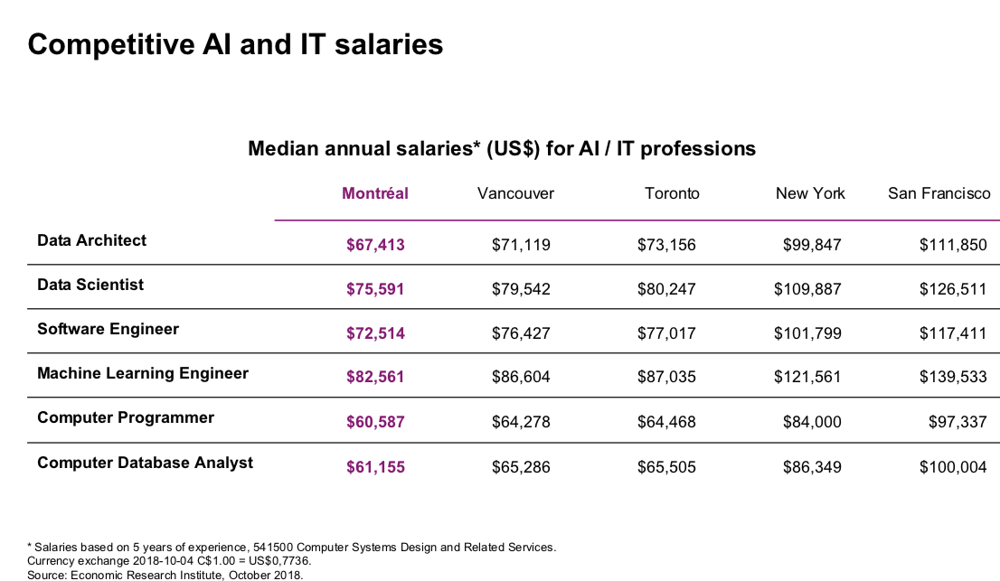 Competitive AI and IT salaries
Median annual salaries* (US$) for AI / IT professions
Montréal Vancouver Toronto New York San Francisco
Data Architect $67,413 $71,119 $73,156 $99,847 $111,850
Data Scientist $75,591 $79,542 $80,247 $109,887 $126,511
Software Engineer $72,514 $76,427 $77,017 $101,799 $117,411
Machine Learning Engineer $82,561 $86,604 $87,035 $121,561 $139,533
Computer Programmer $60,587 $64,278 $64,468 $84,000 $97,337
Computer Database Analyst $61,155 $65,286 $65,505 $86,349 $100,004
* Salaries based on 5 years of experience, 541500 Computer Systems Design and Related Services.
Currency exchange 2018-10-04 C$1.00 = US$0,7736.
Source: Economic Research Institute, October 2018.